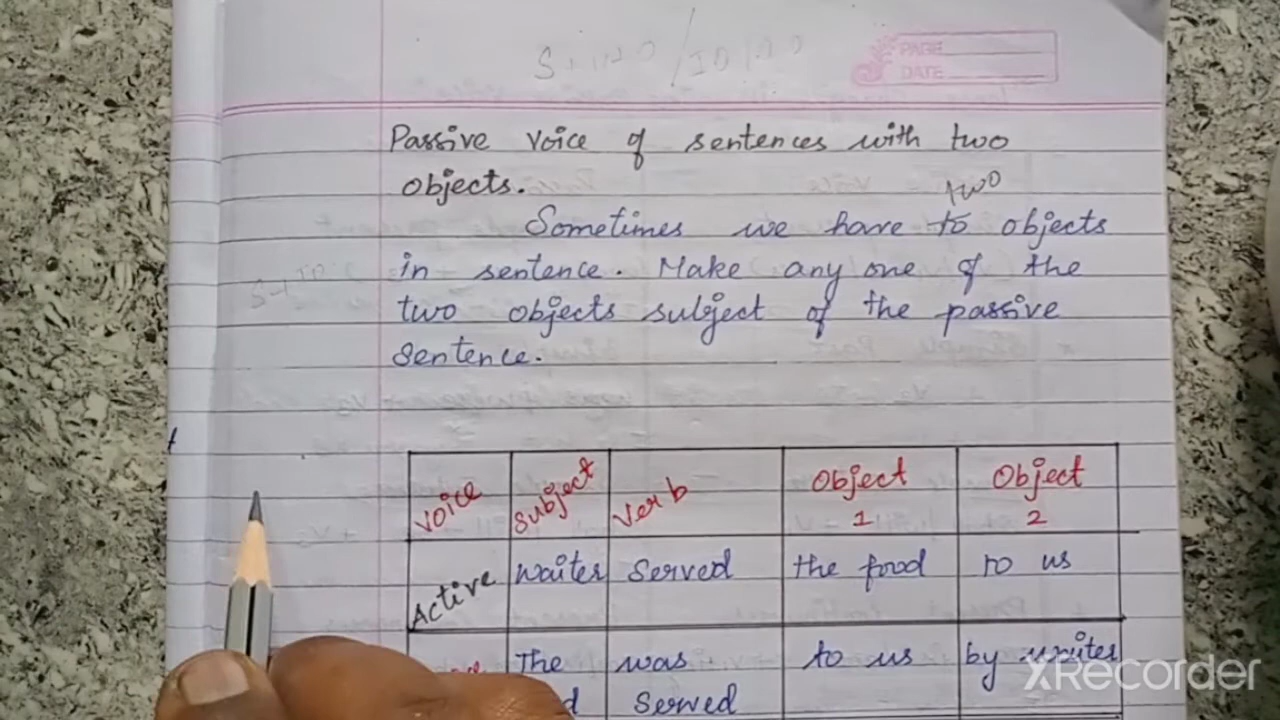 PAGE
DATE
Passive voice of sentences with two
objects.
two
Sometimes we have to objects
in sentence. Make any one of the
two objects subject of the passive
sentence.
Voice Subject Verb Object 1 Object 2
Active Waiter Served the food to us
The was served to us by waiter
XRecorder